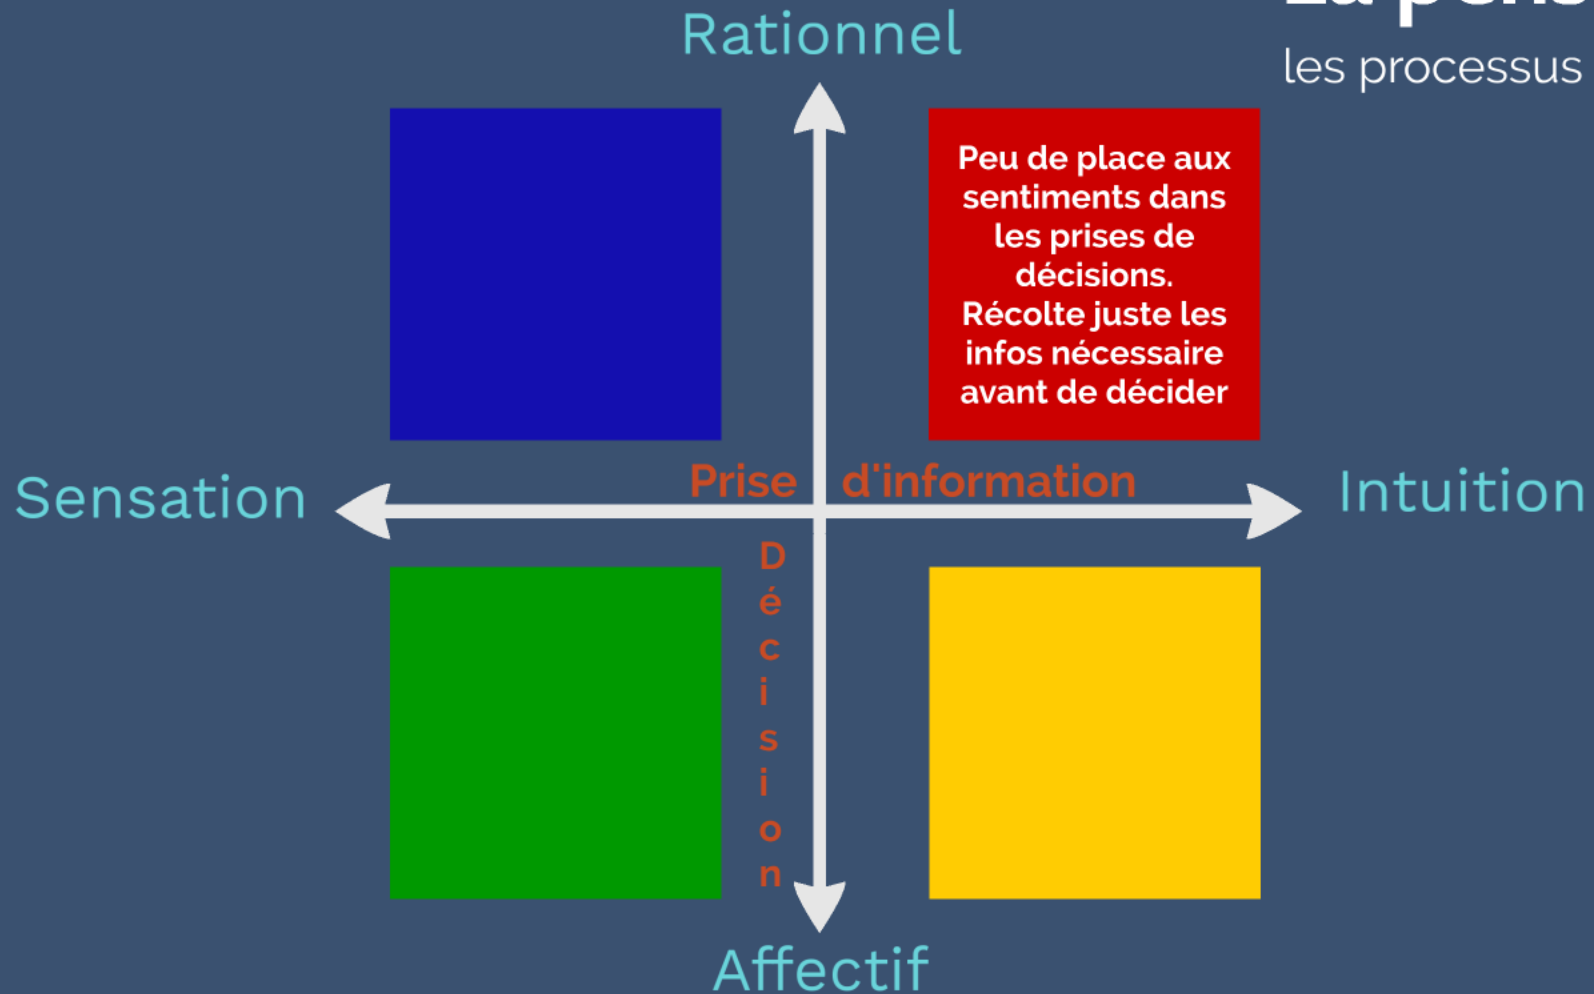 Rationnel
les processus
Peu de place aux
sentiments dans
les prises de
décisions.
Récolte juste les
infos nécessaire
avant de décider
Prise d'information
Sensation
Intuition
Décision
Affectif